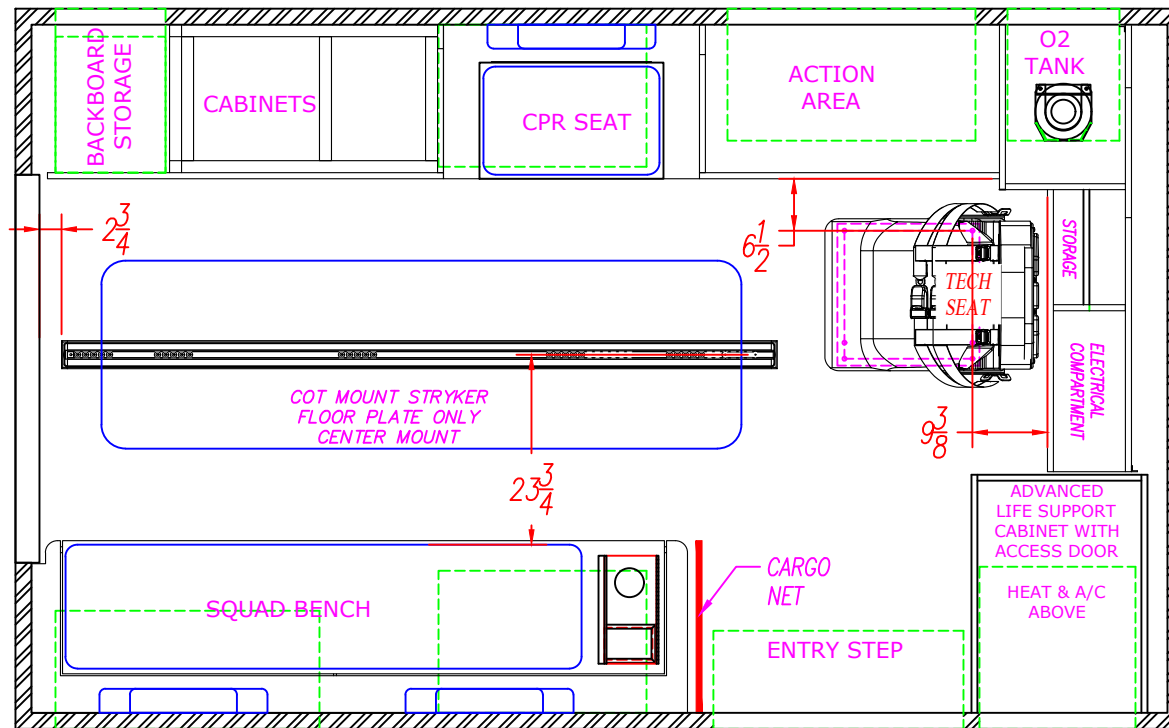 BACKBOARD
STORAGE
CABINETS
CPR SEAT
ACTION
AREA
O2
TANK
2 3/4
6 1/2
STORAGE
TECH
SEAT
ELECTRICAL
COMPARTMENT
COT MOUNT STRYKER
FLOOR PLATE ONLY
CENTER MOUNT
9 3/8
23 3/4
ADVANCED
LIFE SUPPORT
CABINET WITH
ACCESS DOOR
HEAT & A/C
ABOVE
CARGO
NET
SQUAD BENCH
ENTRY STEP